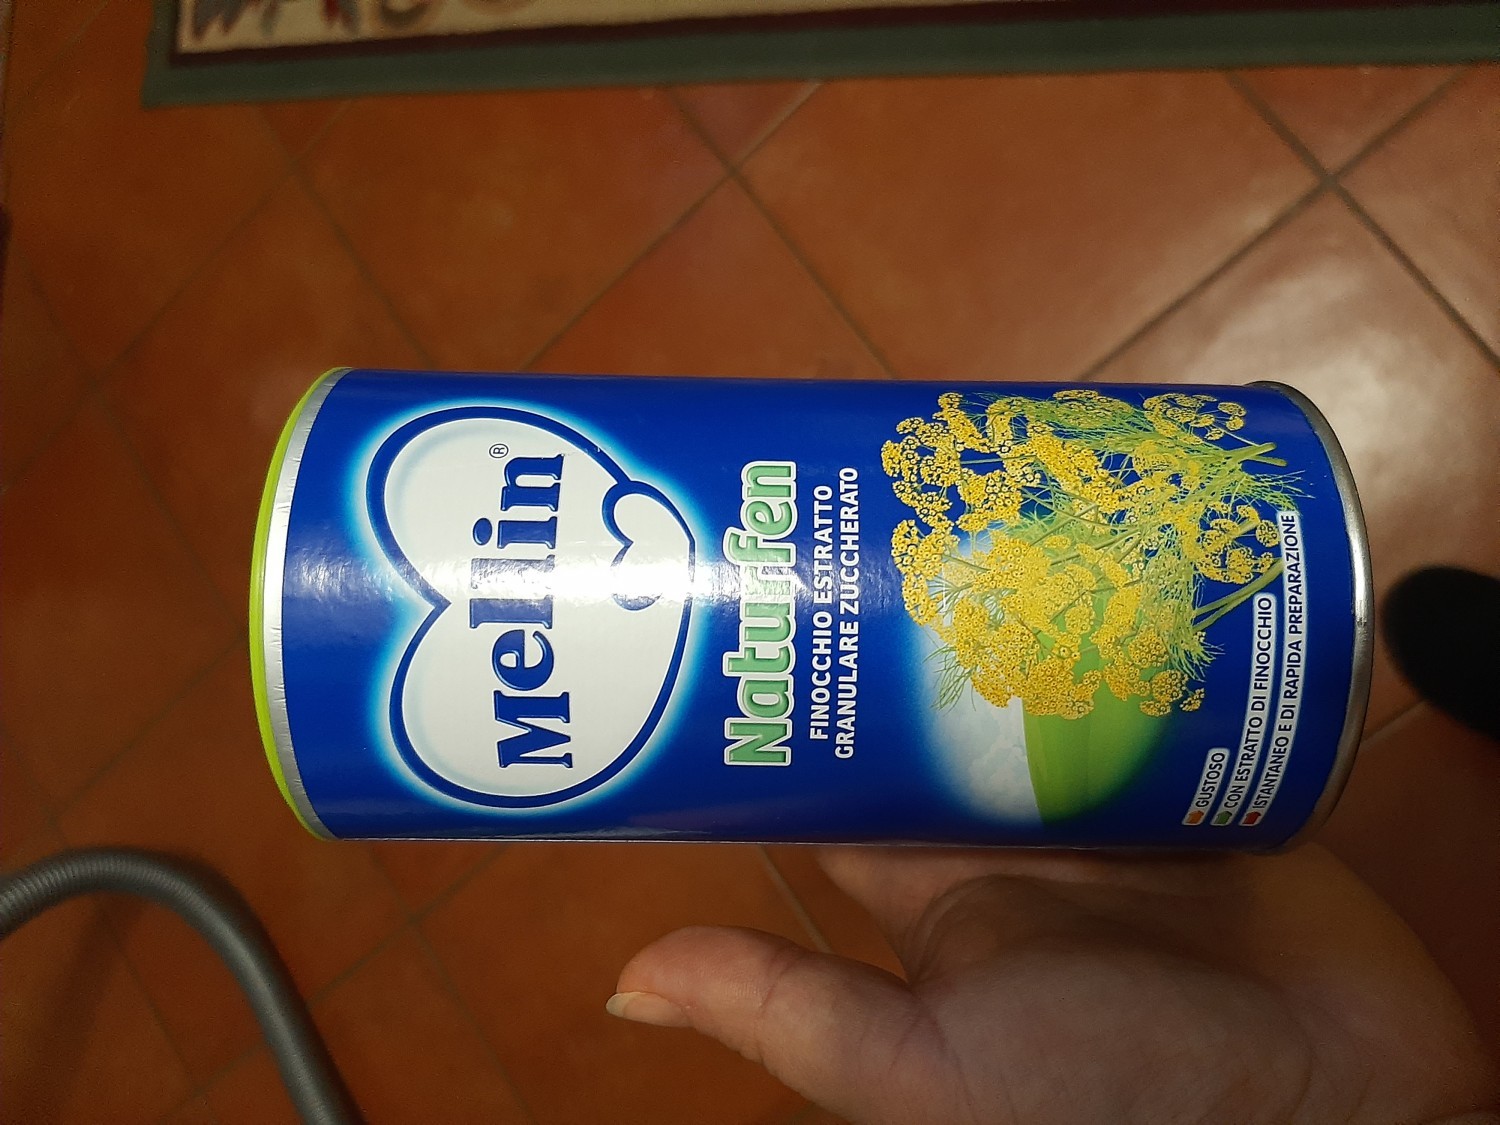 Mellin®
Naturfen
FINOCCHIO ESTRATTO
GRANULARE ZUCCHERATO
GUSTOSO
CON ESTRATTO DI FINOCCHIO
ISTANTANEO E DI RAPIDA PREPARAZIONE